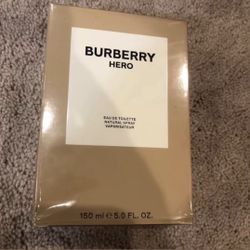 BURBERRY
HERO
EAU DE TOILETTE
NATURAL SPRAY
VAPORISATEUR
150 ml ℮ 5.0 FL. OZ.